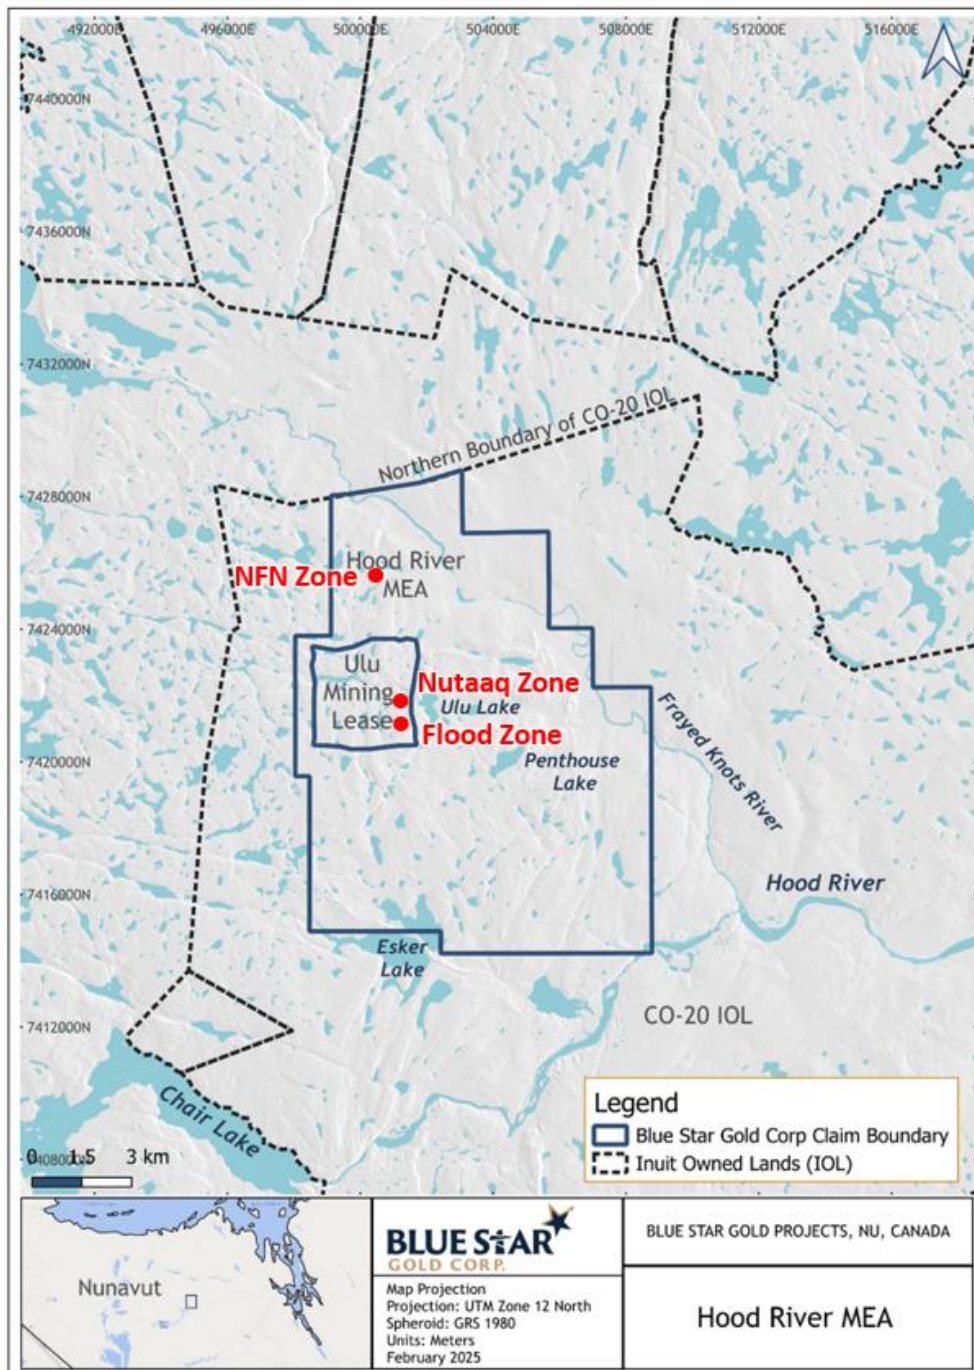 492000E 496000E 500000E 504000E 508000E 512000E 516000E
7440000N
7436000N
7432000N
Northern Boundary of CO-20 IOL
7428000N
Hood River
NFN Zone
MEA
7424000N
Ulu
Mining
Lease
Nutaaq Zone
Ulu Lake
Flood Zone
7420000N
Penthouse
Lake
Frayed Knots River
7416000N
Hood River
Esker
Lake
7412000N
CO-20 IOL
Chair Lake
7408000N
0 1.5 3 km
Legend
Blue Star Gold Corp Claim Boundary
Inuit Owned Lands (IOL)
Nunavut
BLUE STAR
GOLD CORP.
Map Projection
Projection: UTM Zone 12 North
Spheroid: GRS 1980
Units: Meters
February 2025
BLUE STAR GOLD PROJECTS, NU, CANADA
Hood River MEA